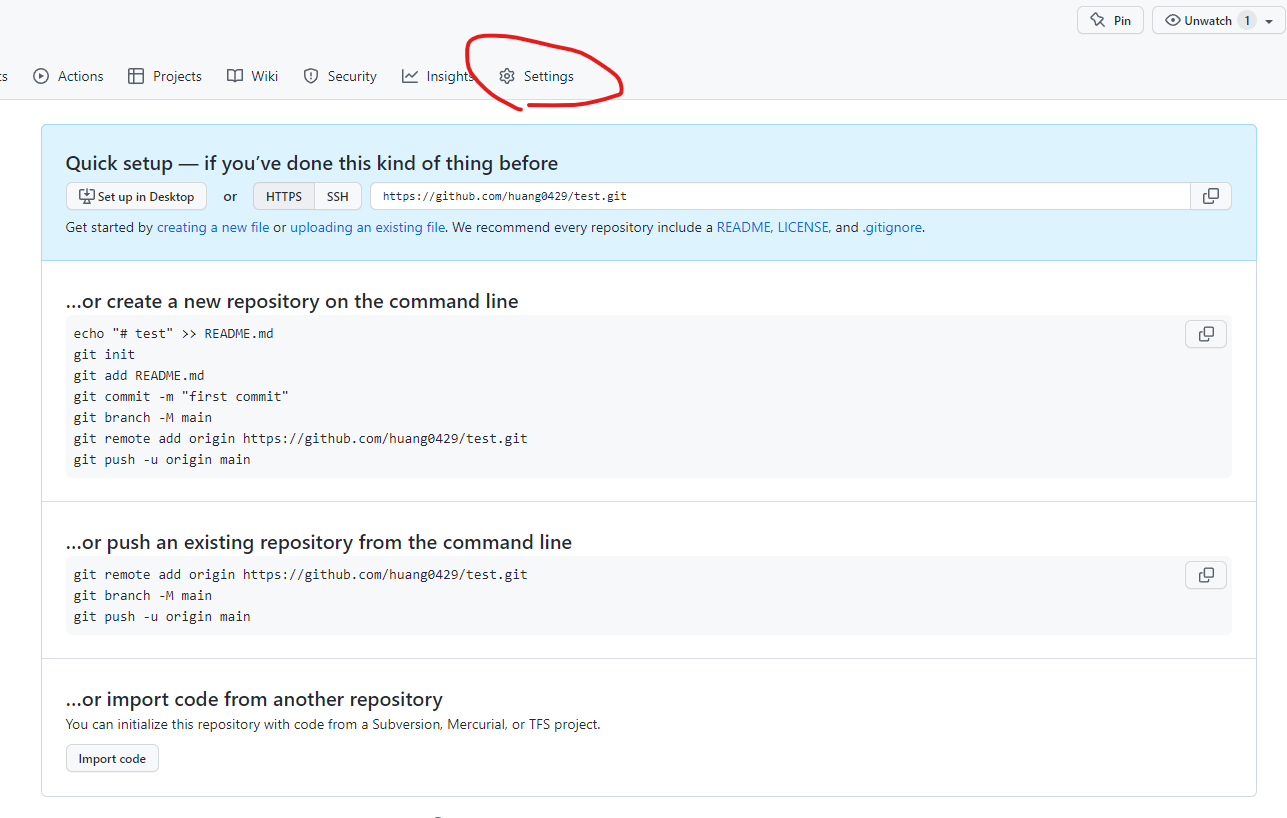 Pin Unwatch 1
Actions Projects Wiki Security Insights Settings
Quick setup — if you’ve done this kind of thing before
Set up in Desktop or HTTPS SSH https://github.com/huang0429/test.git
Get started by creating a new file or uploading an existing file. We recommend every repository include a README, LICENSE, and .gitignore.
…or create a new repository on the command line
echo "# test" >> README.md
git init
git add README.md
git commit -m "first commit"
git branch -M main
git remote add origin https://github.com/huang0429/test.git
git push -u origin main
…or push an existing repository from the command line
git remote add origin https://github.com/huang0429/test.git
git branch -M main
git push -u origin main
…or import code from another repository
You can initialize this repository with code from a Subversion, Mercurial, or TFS project.
Import code